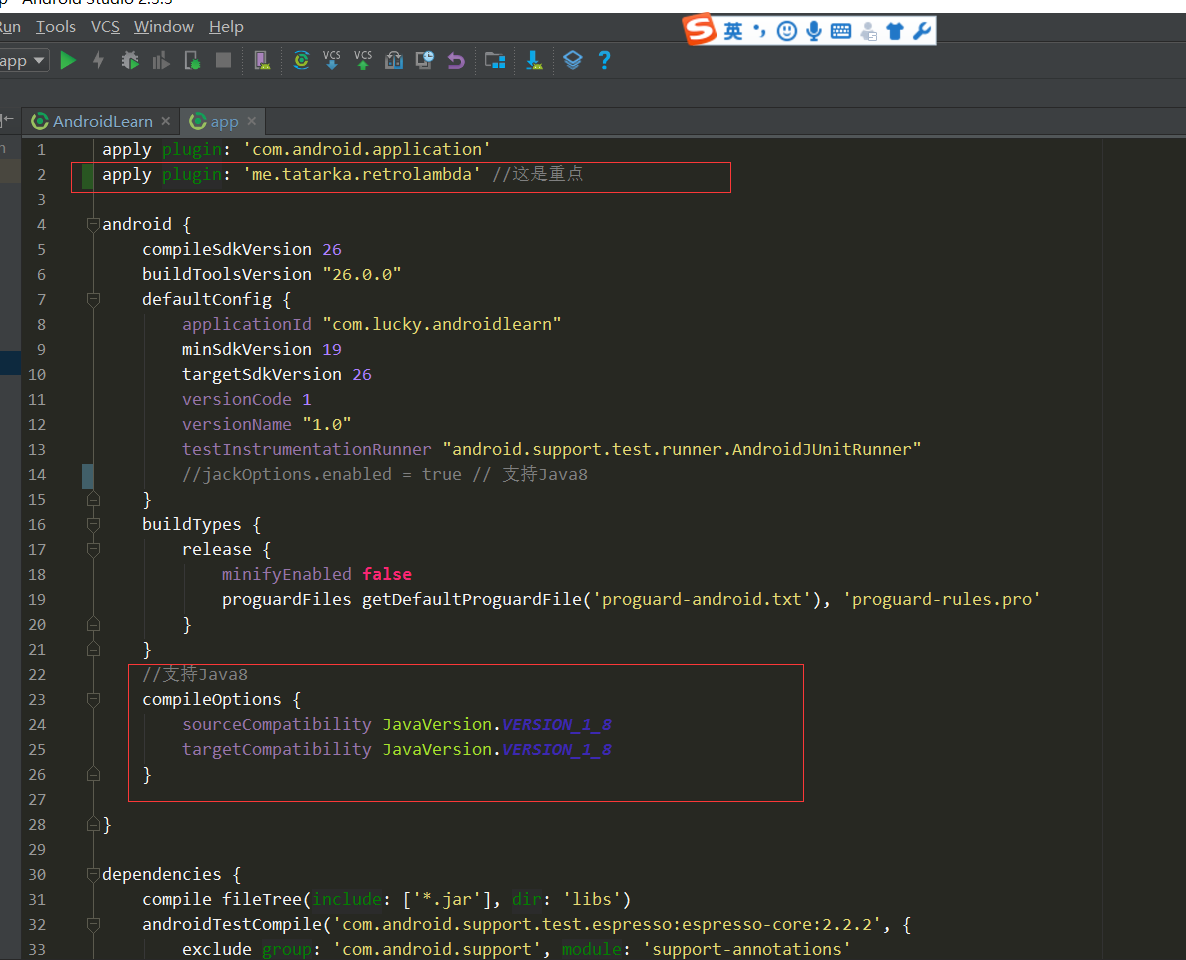 Android Studio 2.3.3
Run Tools VCS Window Help
英
app
VCS VCS
AndroidLearn app
1 apply plugin: 'com.android.application'
2 apply plugin: 'me.tatarka.retrolambda' //这是重点
3
4 android {
5 compileSdkVersion 26
6 buildToolsVersion "26.0.0"
7 defaultConfig {
8 applicationId "com.lucky.androidlearn"
9 minSdkVersion 19
10 targetSdkVersion 26
11 versionCode 1
12 versionName "1.0"
13 testInstrumentationRunner "android.support.test.runner.AndroidJUnitRunner"
14 //jackOptions.enabled = true // 支持Java8
15 }
16 buildTypes {
17 release {
18 minifyEnabled false
19 proguardFiles getDefaultProguardFile('proguard-android.txt'), 'proguard-rules.pro'
20 }
21 }
22 //支持Java8
23 compileOptions {
24 sourceCompatibility JavaVersion.VERSION_1_8
25 targetCompatibility JavaVersion.VERSION_1_8
26 }
27
28 }
29
30 dependencies {
31 compile fileTree(include: ['*.jar'], dir: 'libs')
32 androidTestCompile('com.android.support.test.espresso:espresso-core:2.2.2', {
33 exclude group: 'com.android.support', module: 'support-annotations'